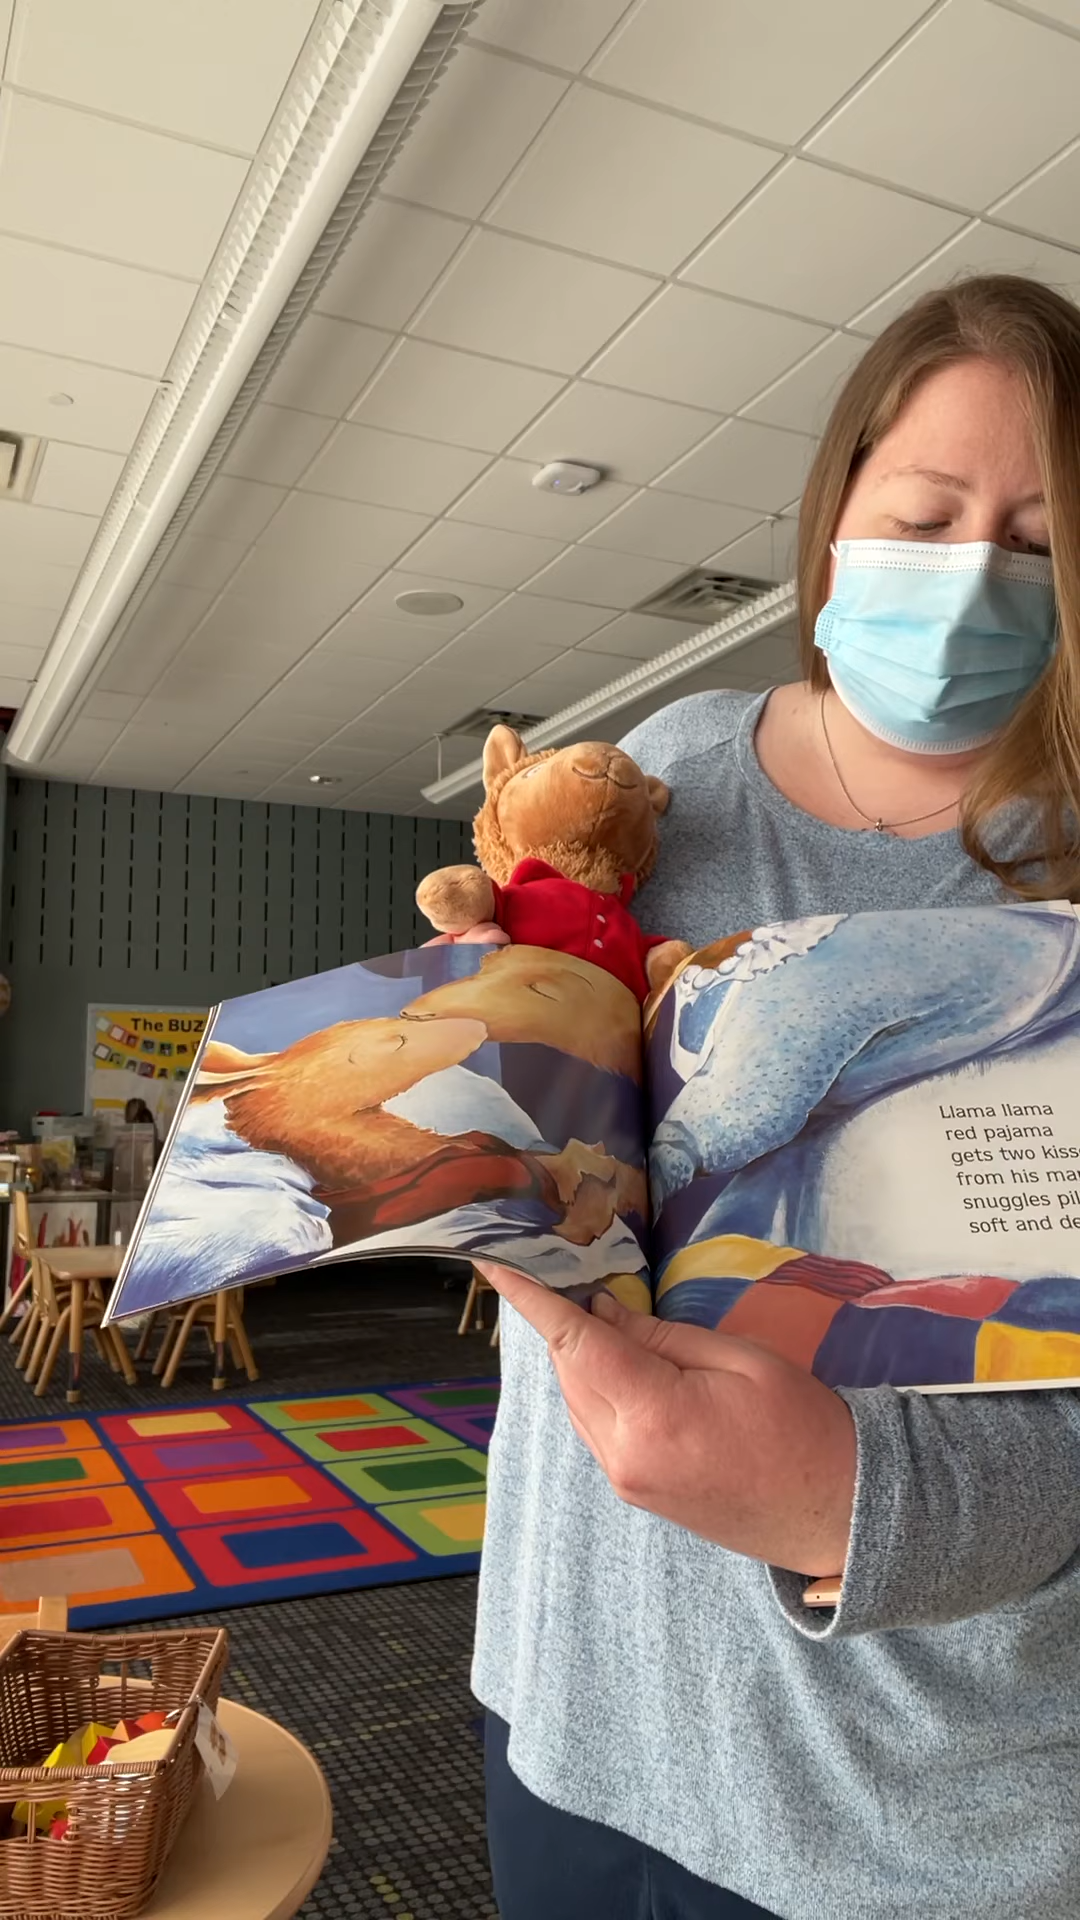 The BUZ
Llama llama
red pajama
gets two kiss
from his ma
snuggles pil
soft and de